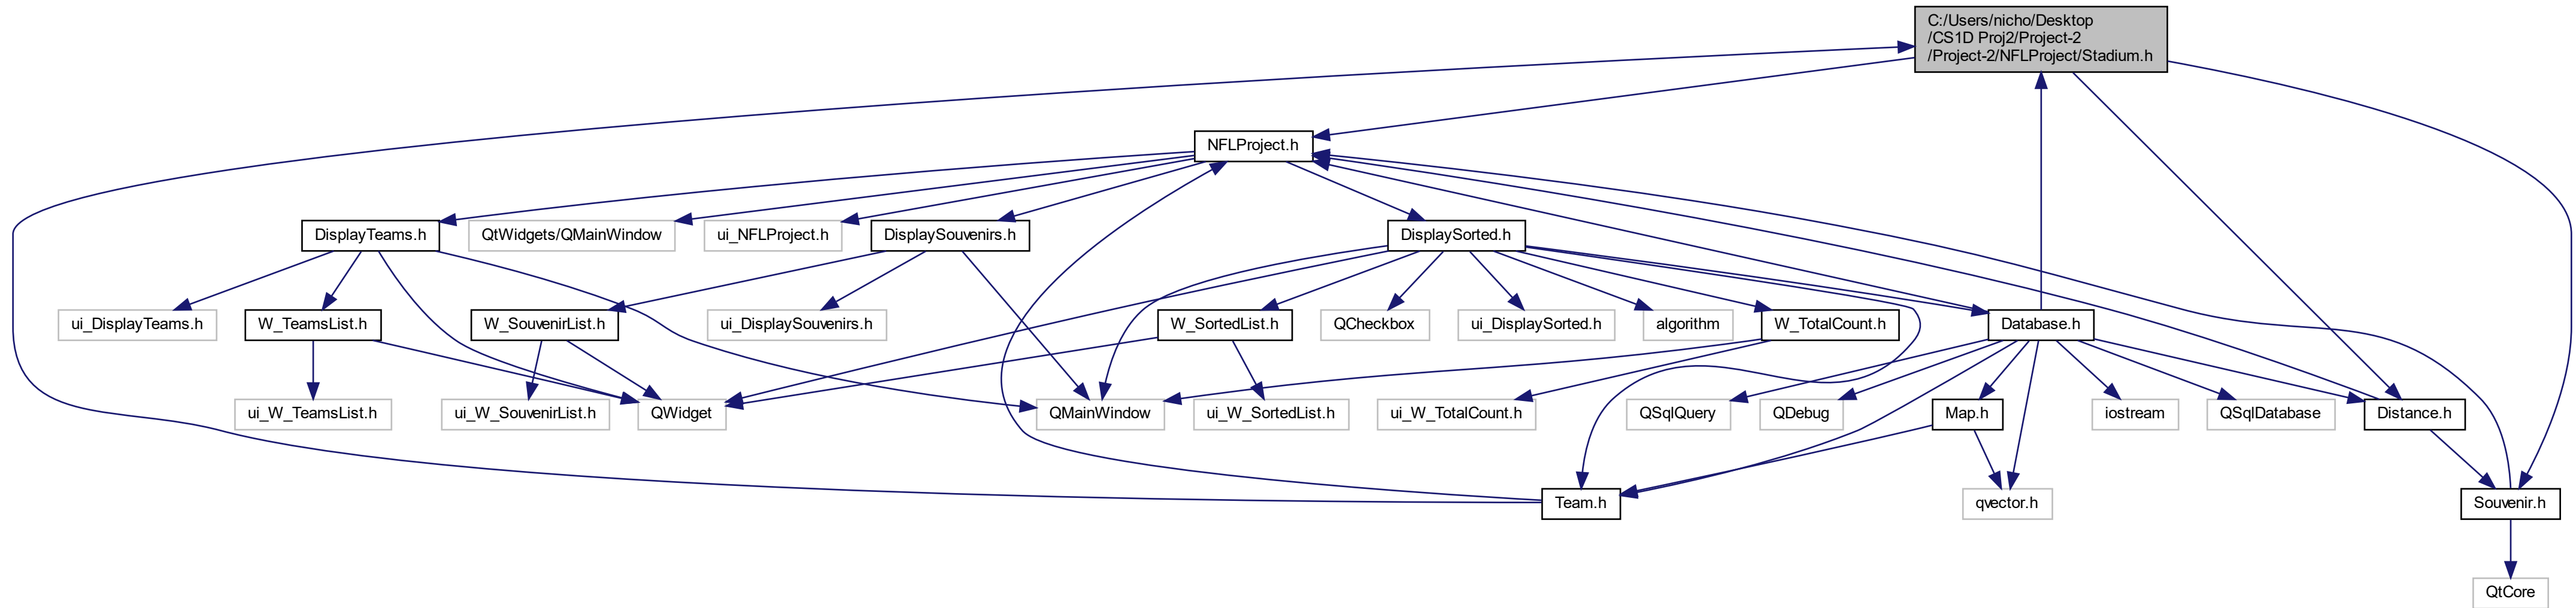 C:/Users/nicho/Desktop
/CS1D Proj2/Project-2
/Project-2/NFLProject/Stadium.h
NFLProject.h
DisplayTeams.h
QtWidgets/QMainWindow
ui_NFLProject.h
DisplaySouvenirs.h
DisplaySorted.h
ui_DisplayTeams.h
W_TeamsList.h
W_SouvenirList.h
ui_DisplaySouvenirs.h
W_SortedList.h
QCheckbox
ui_DisplaySorted.h
algorithm
W_TotalCount.h
Database.h
ui_W_TeamsList.h
ui_W_SouvenirList.h
QWidget
QMainWindow
ui_W_SortedList.h
ui_W_TotalCount.h
QSqlQuery
QDebug
Map.h
iostream
QSqlDatabase
Distance.h
Team.h
qvector.h
Souvenir.h
QtCore